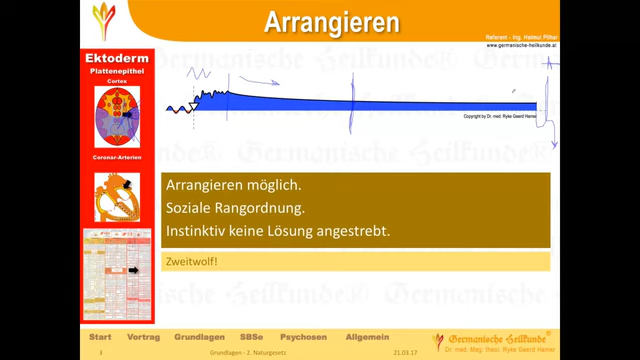 Arrangieren
Referent - Ing. Helmut Pilhar
www.germanische-heilkunde.at
Ektoderm
Plattenepithel
Cortex
Coronar-Arterien
Copyright by Dr. med. Ryke Geerd Hamer
Arrangieren möglich.
Soziale Rangordnung.
Instinktiv keine Lösung angestrebt.
Zweitwolf!
Start Vortrag Grundlagen SBSe Psychosen Allgemein
Germanische Heilkunde®
Dr. med. Mag. theol. Ryke Geerd Hamer
3 Grundlagen - 2. Naturgesetz 21.03.17